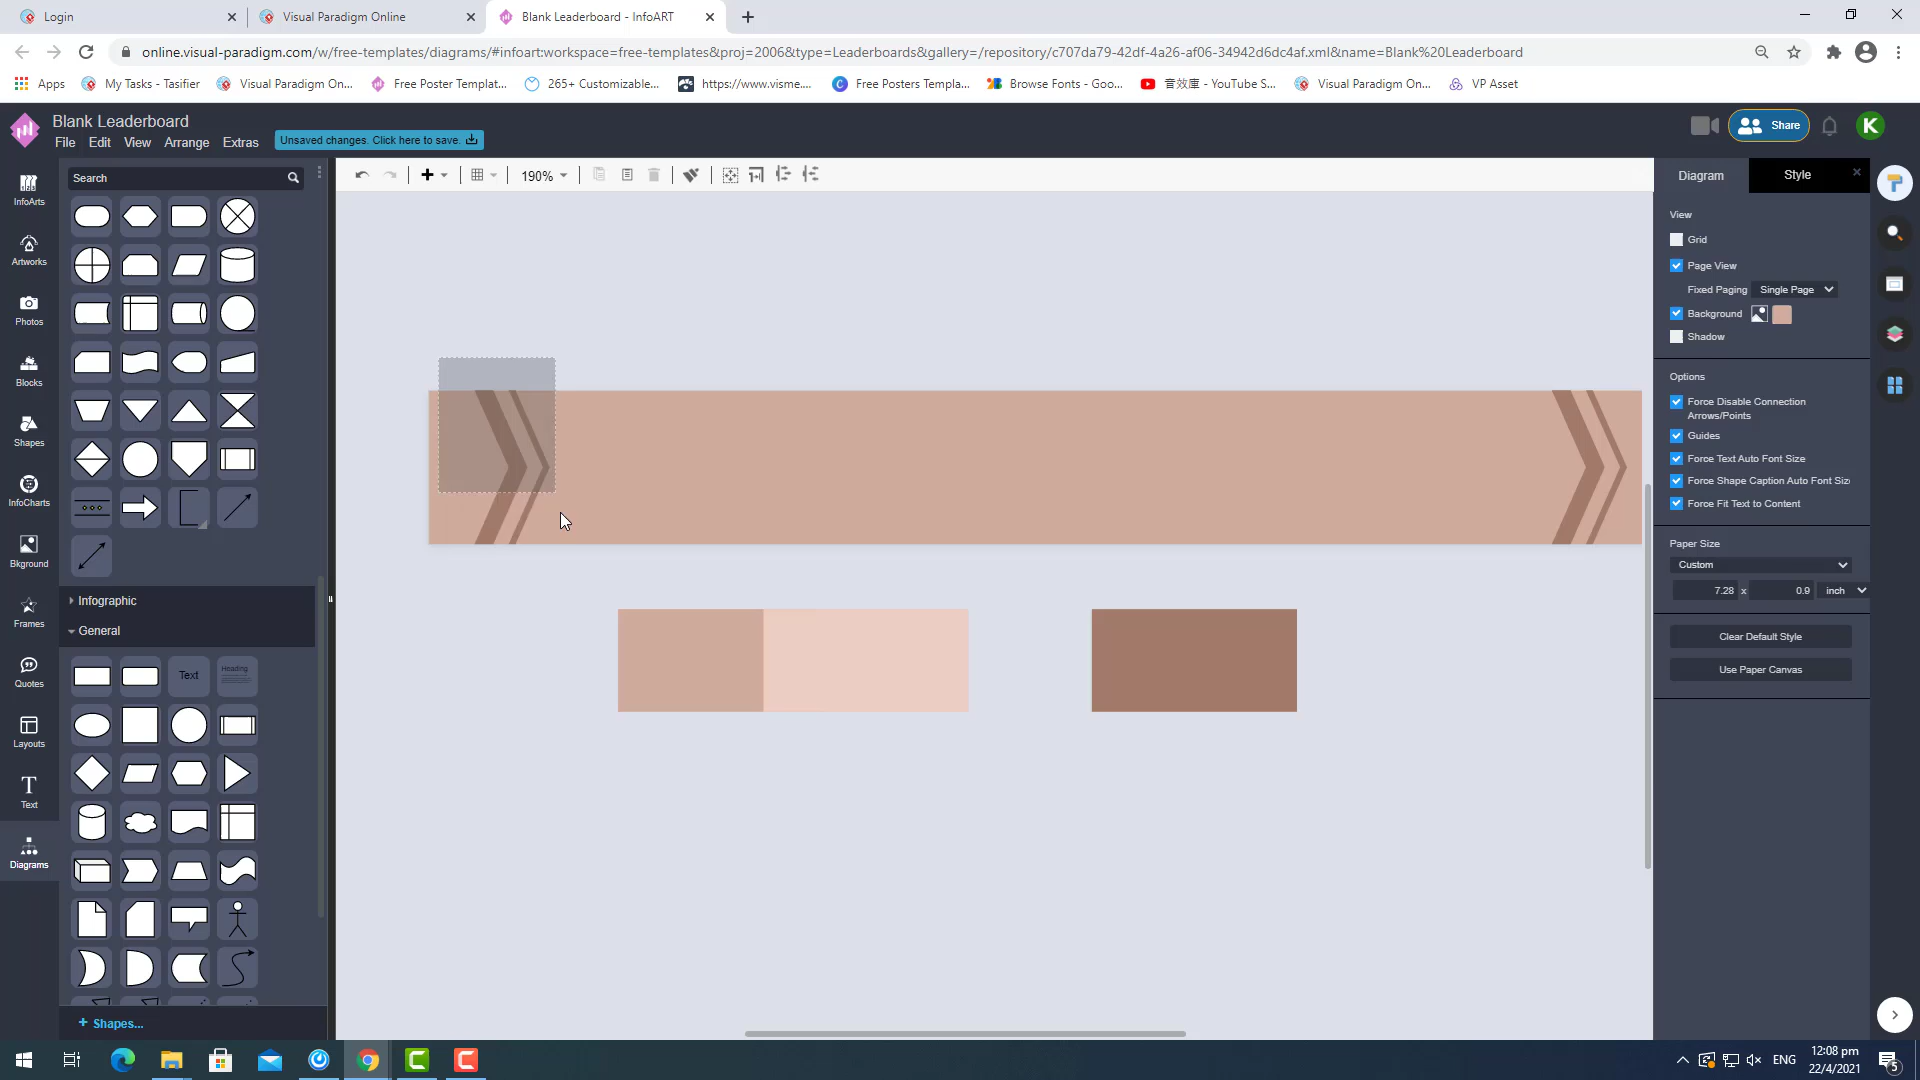 Login
Visual Paradigm Online
Blank Leaderboard - InfoART
online.visual-paradigm.com/w/free-templates/diagrams/#infoart:workspace=free-templates&proj=2006&type=Leaderboards&gallery=/repository/c707da79-42df-4a26-af06-34942d6dc4af.xml&name=Blank%20Leaderboard
Apps
My Tasks - Tasifier
Visual Paradigm On...
Free Poster Templat...
265+ Customizable...
https://www.visme....
Free Posters Templa...
Browse Fonts - Goo...
音效庫 - YouTube S...
Visual Paradigm On...
VP Asset
Blank Leaderboard
File Edit View Arrange Extras
Unsaved changes. Click here to save.
Share
K
InfoArts
Artworks
Photos
Blocks
Shapes
InfoCharts
Bkground
Frames
Quotes
Layouts
Text
Diagrams
Search
Infographic
General
Text
Heading
+ Shapes...
190%
Diagram
Style
View
Grid
Page View
Fixed Paging Single Page
Background
Shadow
Options
Force Disable Connection
Arrows/Points
Guides
Force Text Auto Font Size
Force Shape Caption Auto Font Siz
Force Fit Text to Content
Paper Size
Custom
7.28 x 0.9 inch
Clear Default Style
Use Paper Canvas
ENG
12:08 pm
22/4/2021
5